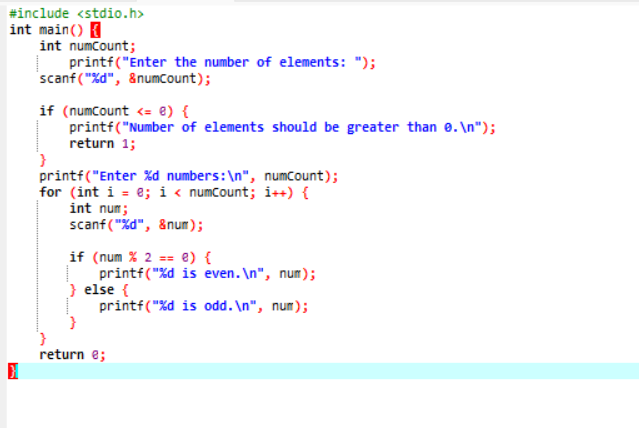 #include <stdio.h>
int main() {
    int numCount;
        printf("Enter the number of elements: ");
    scanf("%d", &numCount);

    if (numCount <= 0) {
        printf("Number of elements should be greater than 0.\n");
        return 1;
    }
    printf("Enter %d numbers:\n", numCount);
    for (int i = 0; i < numCount; i++) {
        int num;
        scanf("%d", &num);

        if (num % 2 == 0) {
            printf("%d is even.\n", num);
        } else {
            printf("%d is odd.\n", num);
        }
    }
    return 0;
}